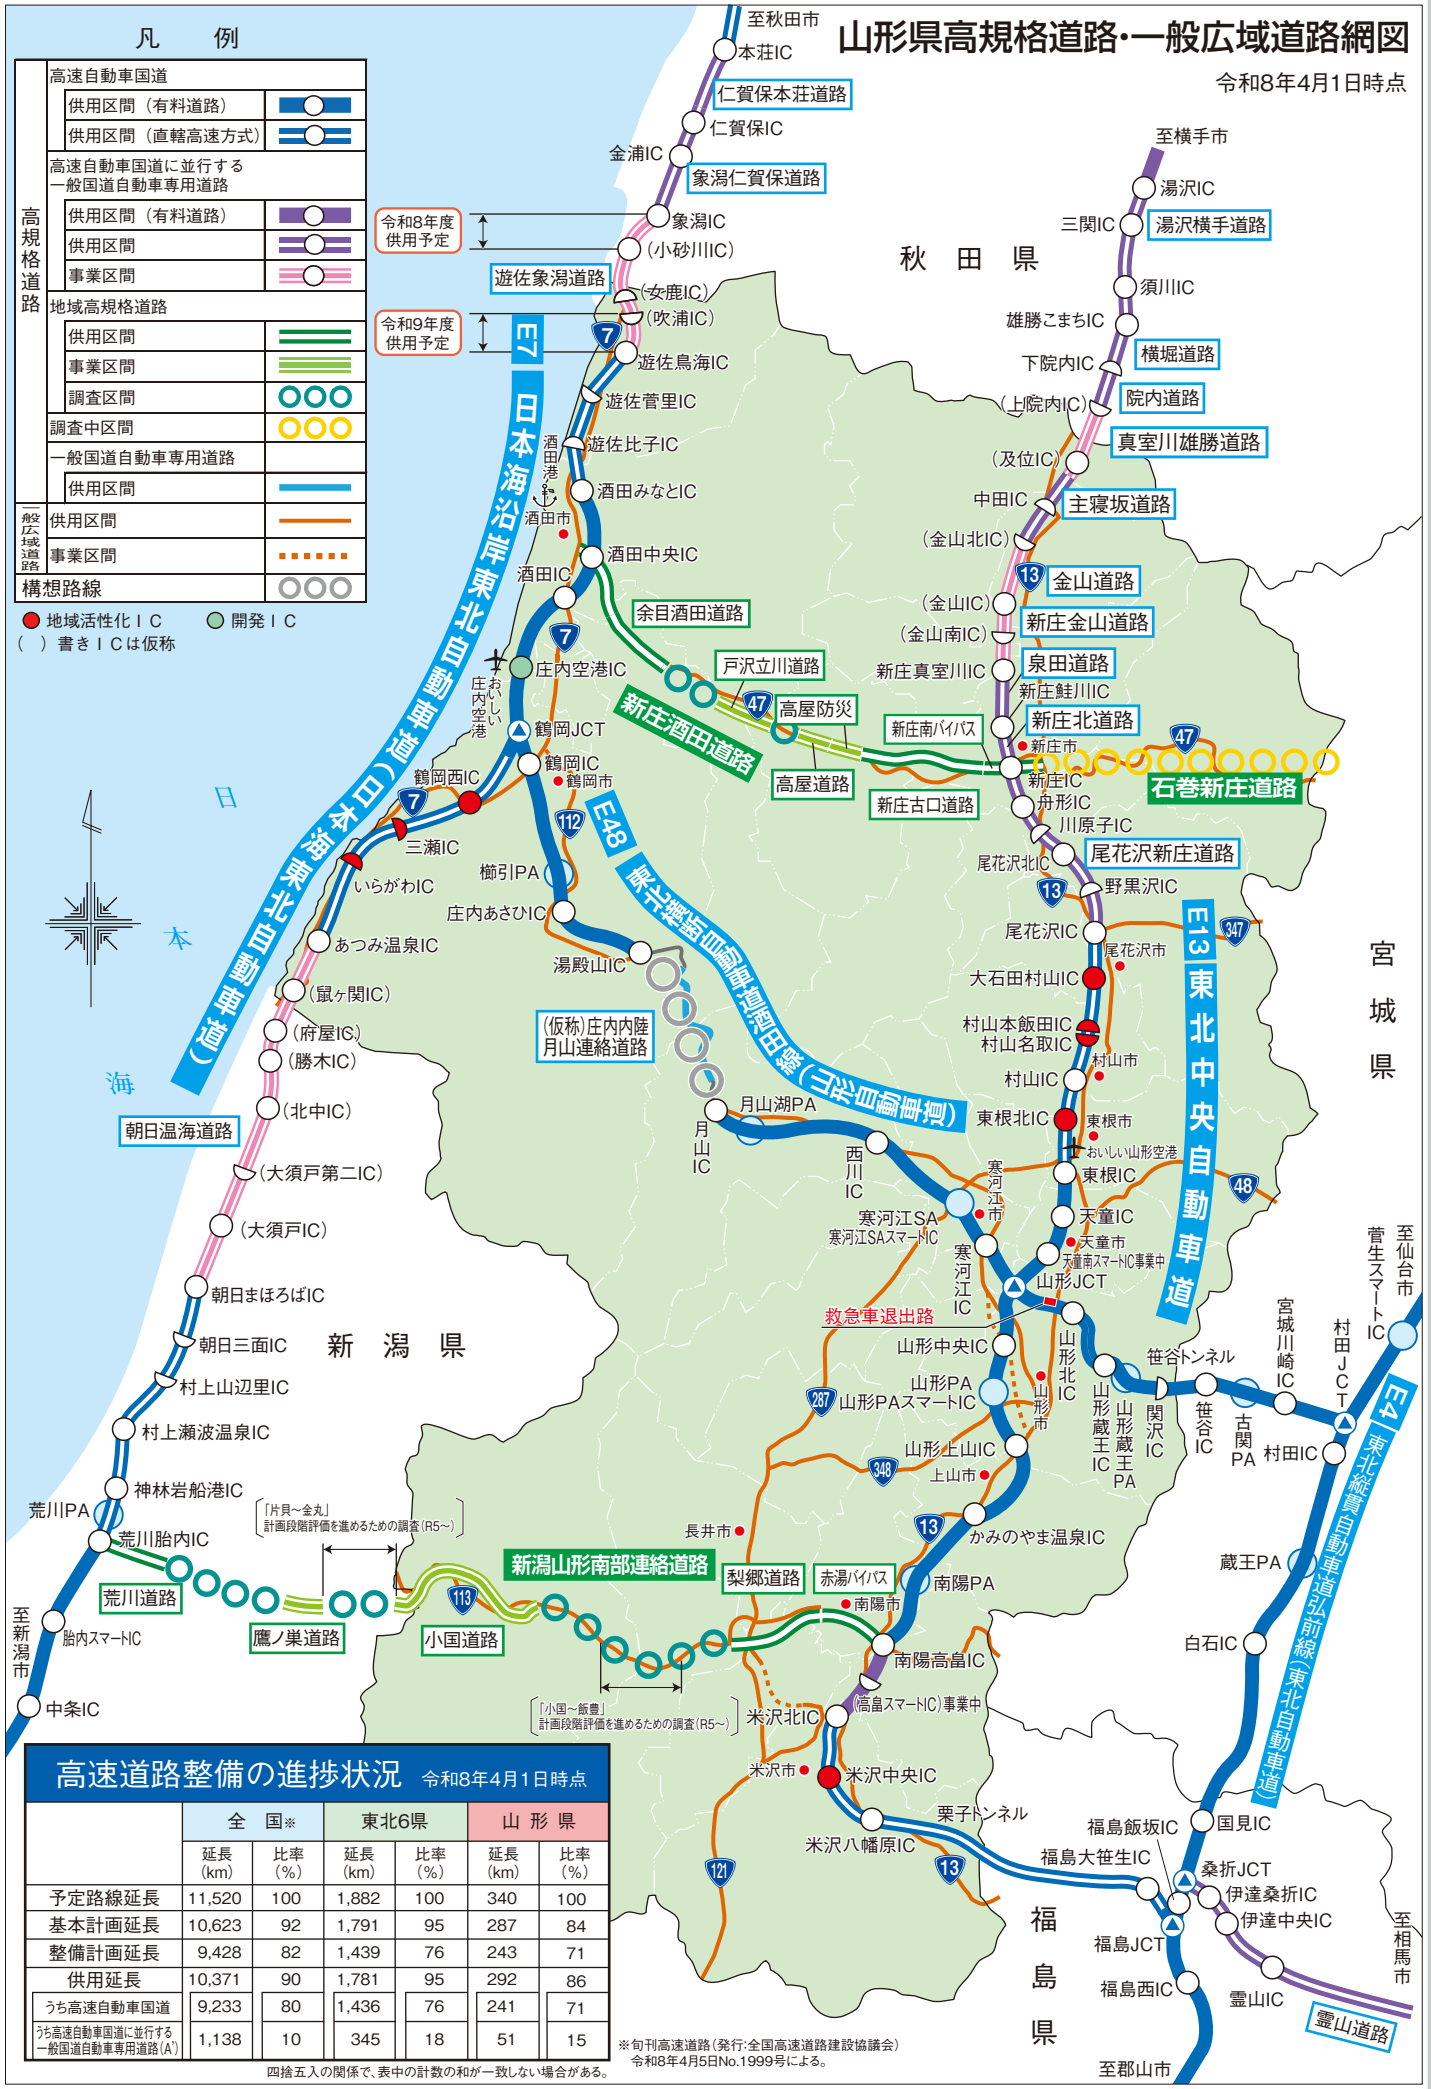 山形県高規格道路・一般広域道路網図
令和8年4月1日時点
凡　例
高規格道路
高速自動車国道
供用区間（有料道路）
供用区間（直轄高速方式）
高速自動車国道に並行する
一般国道自動車専用道路
供用区間（有料道路）
供用区間
事業区間
地域高規格道路
供用区間
事業区間
調査区間
調査中区間
一般国道自動車専用道路
供用区間
一般広域道路
供用区間
事業区間
構想路線
地域活性化ＩＣ
開発ＩＣ
（　）書きＩＣは仮称
至秋田市
本荘IC
仁賀保本荘道路
仁賀保IC
金浦IC
象潟仁賀保道路
象潟IC
令和8年度
供用予定
(小砂川IC)
遊佐象潟道路
(女鹿IC)
(吹浦IC)
令和9年度
供用予定
7
遊佐鳥海IC
遊佐菅里IC
遊佐比子IC
酒田港
酒田みなとIC
酒田市
酒田中央IC
酒田IC
7
庄内空港IC
おいしい
庄内空港
鶴岡JCT
鶴岡IC
鶴岡市
鶴岡西IC
7
三瀬IC
いらがわIC
あつみ温泉IC
(鼠ヶ関IC)
(府屋IC)
(勝木IC)
(北中IC)
朝日温海道路
(大須戸第二IC)
(大須戸IC)
朝日まほろばIC
朝日三面IC
村上山辺里IC
村上瀬波温泉IC
神林岩船港IC
荒川PA
荒川胎内IC
胎内スマートIC
中条IC
至新潟市
E7 日本海沿岸東北自動車道(日本海東北自動車道)
日本海
秋田県
宮城県
新潟県
福島県
至横手市
湯沢IC
三関IC
湯沢横手道路
須川IC
雄勝こまちIC
横堀道路
下院内IC
院内道路
(上院内IC)
真室川雄勝道路
(及位IC)
中田IC
主寝坂道路
(金山北IC)
13
金山道路
(金山IC)
新庄金山道路
(金山南IC)
泉田道路
新庄真室川IC
新庄鮭川IC
新庄北道路
新庄市
47
新庄IC
石巻新庄道路
舟形IC
川原子IC
尾花沢新庄道路
尾花沢北IC
13
野黒沢IC
尾花沢IC
尾花沢市
347
大石田村山IC
村山本飯田IC
村山名取IC
村山市
村山IC
東根北IC
東根市
おいしい山形空港
東根IC
48
天童IC
天童市
天童南スマートIC事業中
山形JCT
E13 東北中央自動車道
余目酒田道路
戸沢立川道路
47
高屋防災
新庄酒田道路
新庄南バイパス
高屋道路
新庄古口道路
112
櫛引PA
庄内あさひIC
湯殿山IC
(仮称)庄内内陸
月山連絡道路
E48 東北横断自動車道酒田線(山形自動車道)
月山IC
月山湖PA
西川IC
寒河江市
寒河江SA
寒河江SAスマートIC
寒河江IC
救急車退出路
山形中央IC
山形北IC
山形PA
山形PAスマートIC
山形市
山形蔵王IC
山形蔵王PA
関沢IC
笹谷トンネル
笹谷IC
古関PA
宮城川崎IC
村田JCT
村田IC
菅生スマートIC
至仙台市
E4 東北縦貫自動車道弘前線(東北自動車道)
蔵王PA
白石IC
国見IC
桑折JCT
伊達桑折IC
伊達中央IC
霊山IC
霊山道路
至相馬市
福島飯坂IC
福島大笹生IC
福島JCT
福島西IC
至郡山市
287
348
山形上山IC
上山市
かみのやま温泉IC
13
南陽PA
長井市
梨郷道路
赤湯バイパス
南陽市
南陽高畠IC
(高畠スマートIC)事業中
米沢北IC
米沢市
米沢中央IC
米沢八幡原IC
栗子トンネル
13
121
「片貝～金丸」
計画段階評価を進めるための調査(R5～)
新潟山形南部連絡道路
荒川道路
鷹ノ巣道路
113
小国道路
「小国～飯豊」
計画段階評価を進めるための調査(R5～)
高速道路整備の進捗状況　令和8年4月1日時点
全　国※　東北6県　山形県
延長(km)　比率(%)　延長(km)　比率(%)　延長(km)　比率(%)
予定路線延長　11,520　100　1,882　100　340　100
基本計画延長　10,623　92　1,791　95　287　84
整備計画延長　9,428　82　1,439　76　243　71
供用延長　10,371　90　1,781　95　292　86
うち高速自動車国道　9,233　80　1,436　76　241　71
うち高速自動車国道に並行する
一般国道自動車専用道路(A')　1,138　10　345　18　51　15
四捨五入の関係で、表中の計数の和が一致しない場合がある。
※旬刊高速道路(発行:全国高速道路建設協議会)
令和8年4月5日No.1999号による。